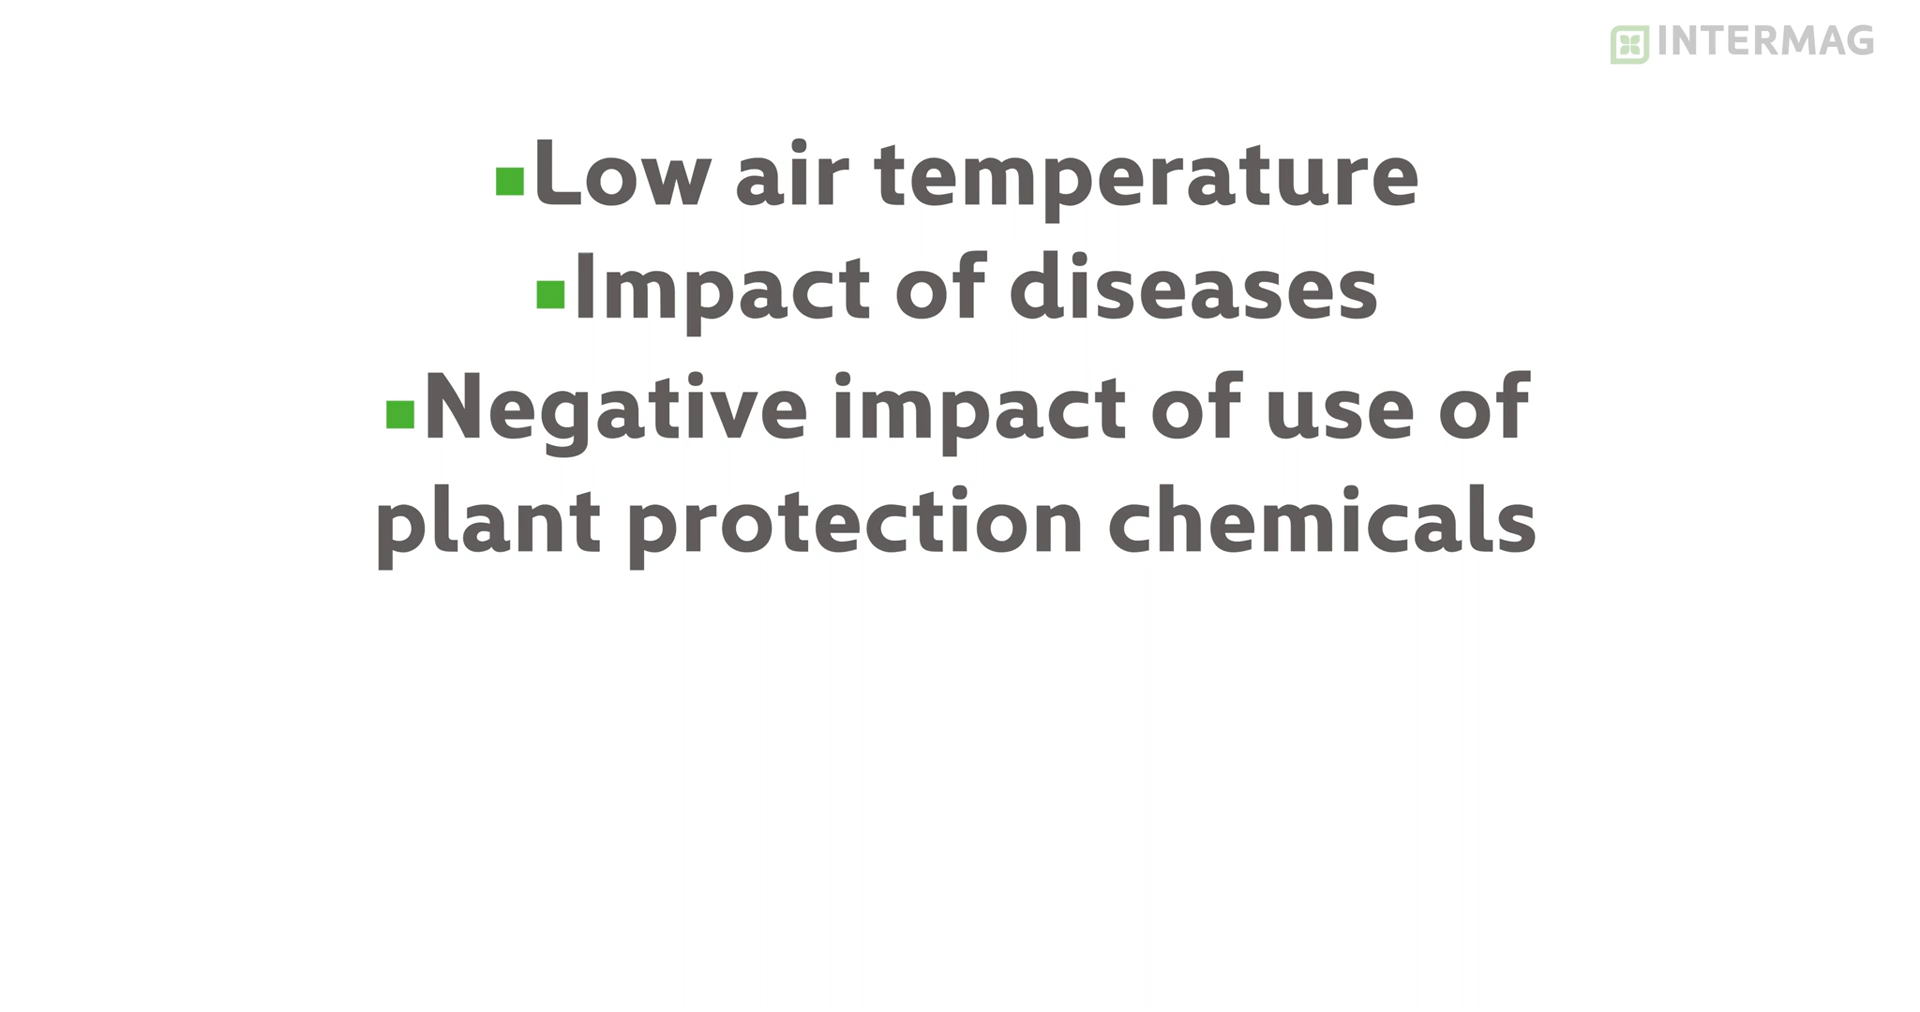 INTERMAG
▪Low air temperature
▪Impact of diseases
▪Negative impact of use of
plant protection chemicals